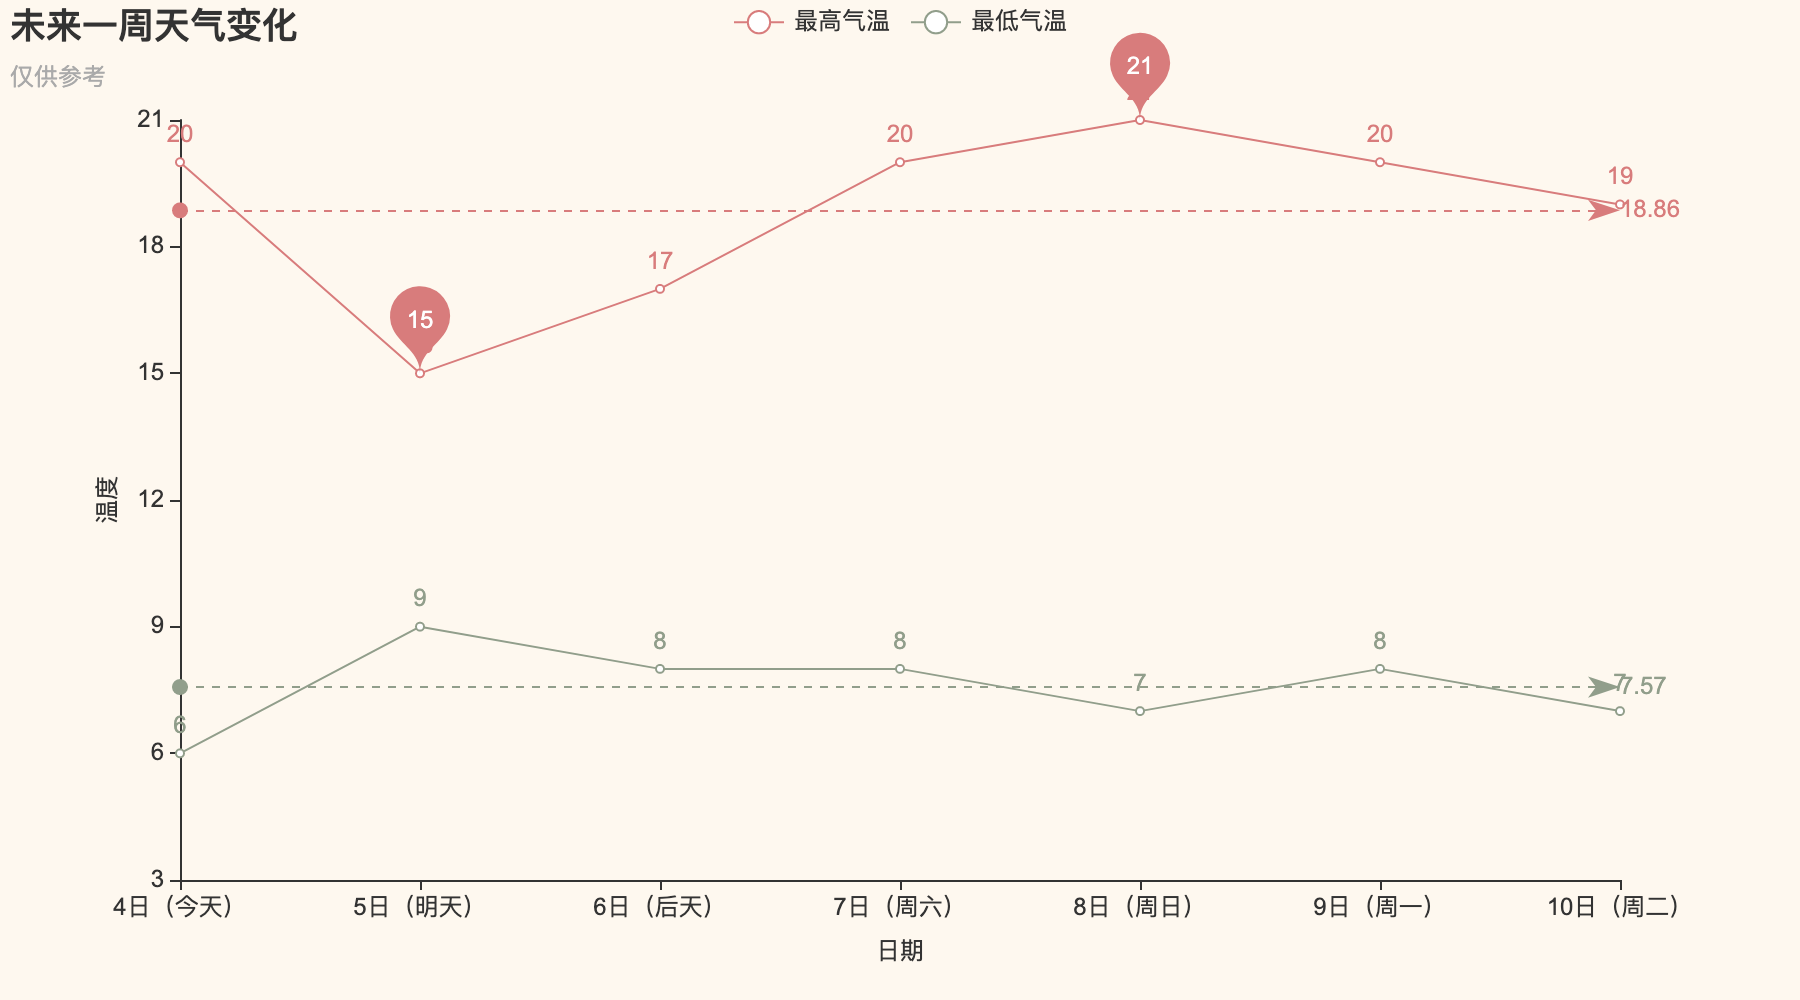 未来一周天气变化
仅供参考
最高气温
最低气温
21
20
20
20
19
18.86
21
18
17
15
15
12
温度
9
9
8
8
7
8
7
7.57
6
6
3
4日（今天）
5日（明天）
6日（后天）
7日（周六）
8日（周日）
9日（周一）
10日（周二）
日期